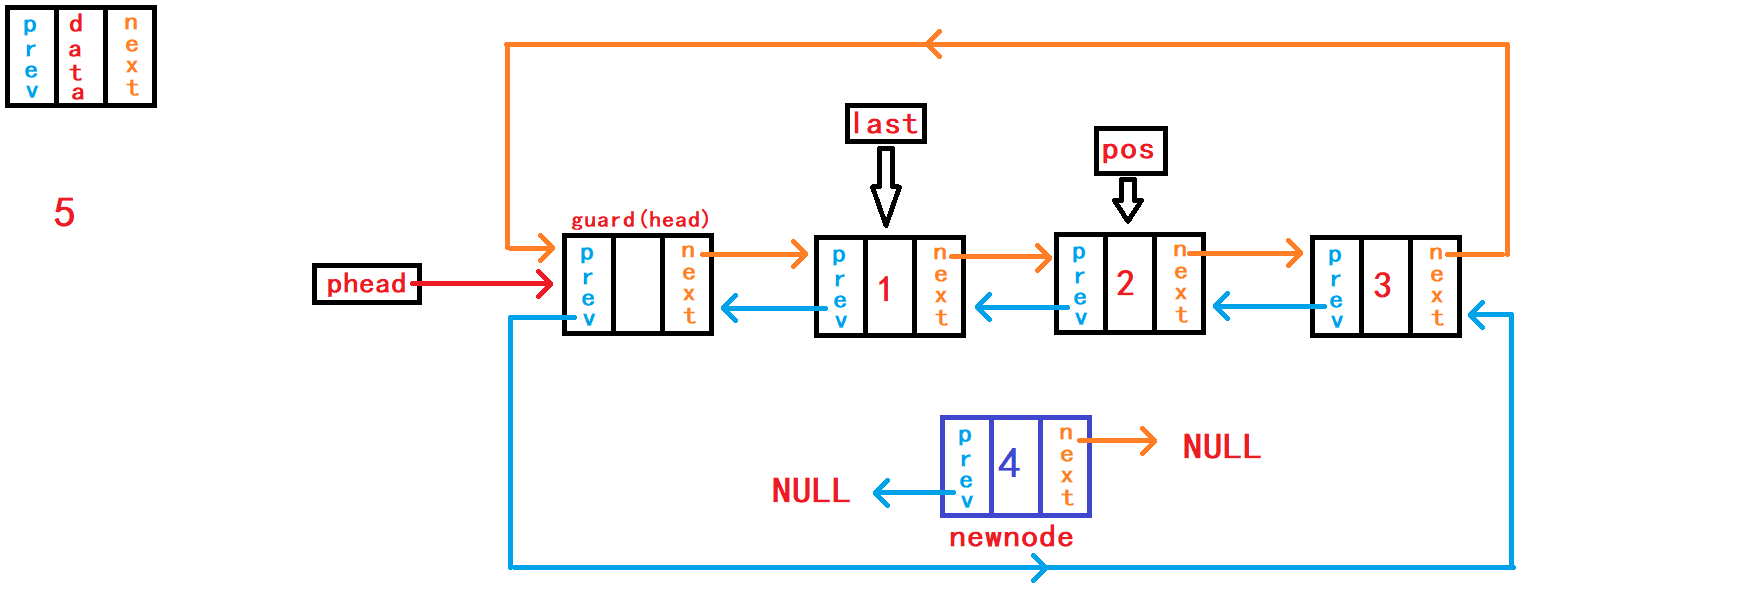 prev data next
last
pos
5
guard(head)
phead
prev next
prev 1 next
prev 2 next
prev 3 next
prev 4 next
NULL
NULL
newnode